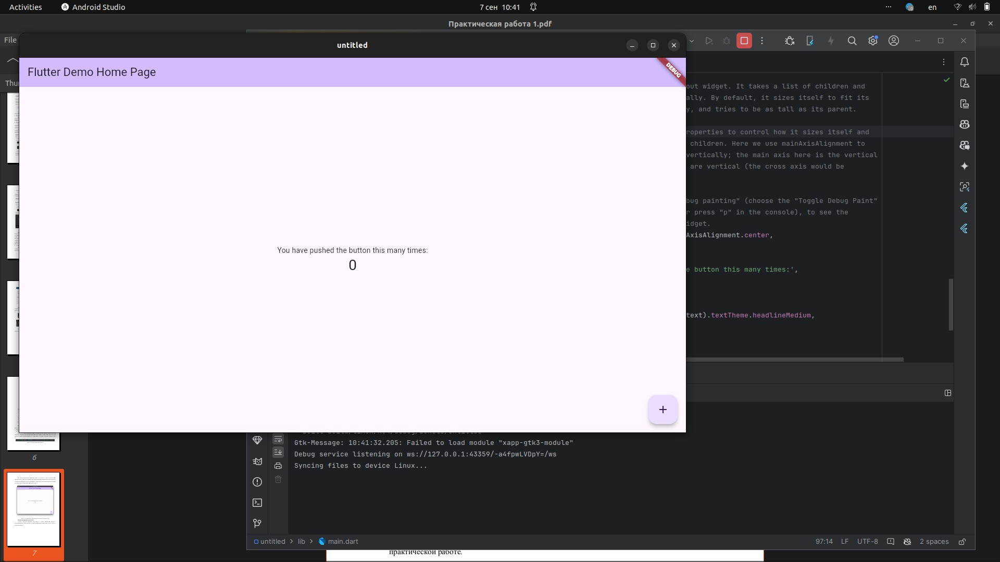 Activities
Android Studio
7 сен 10:41
en
Практическая работа 1.pdf
File
untitled
Flutter Demo Home Page
DEBUG
You have pushed the button this many times:
0
+
out widget. It takes a list of children and
ally. By default, it sizes itself to fit its
y, and tries to be as tall as its parent.
roperties to control how it sizes itself and
children. Here we use mainAxisAlignment to
vertically; the main axis here is the vertical
are vertical (the cross axis would be
bug painting" (choose the "Toggle Debug Paint"
r press "p" in the console), to see the
idget.
AxisAlignment.center,
e button this many times:',
text).textTheme.headlineMedium,
Gtk-Message: 10:41:32.205: Failed to load module "xapp-gtk3-module"
Debug service listening on ws://127.0.0.1:43359/-a4fpwLVDpY=/ws
Syncing files to device Linux...
untitled > lib > main.dart
97:14 LF UTF-8 2 spaces
6
7
практической работе.